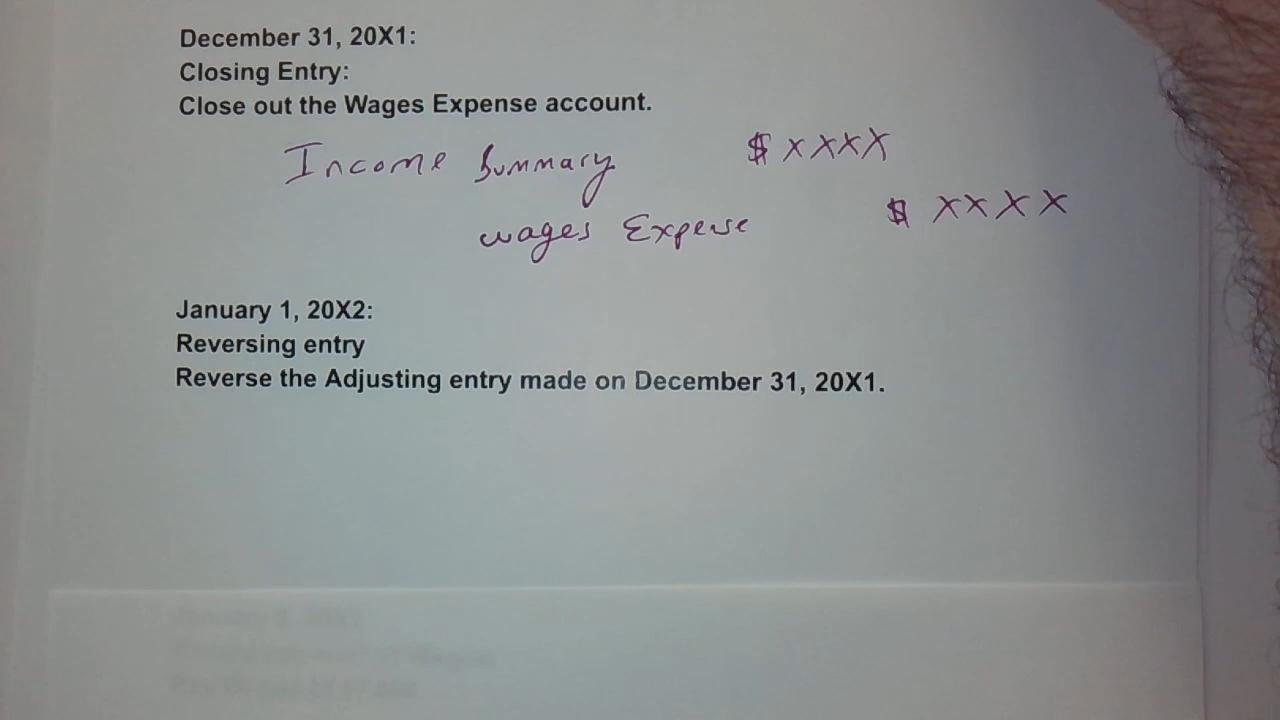 December 31, 20X1:
Closing Entry:
Close out the Wages Expense account.
Income Summary $ XXXX
wages Expense $ XXXX
January 1, 20X2:
Reversing entry
Reverse the Adjusting entry made on December 31, 20X1.